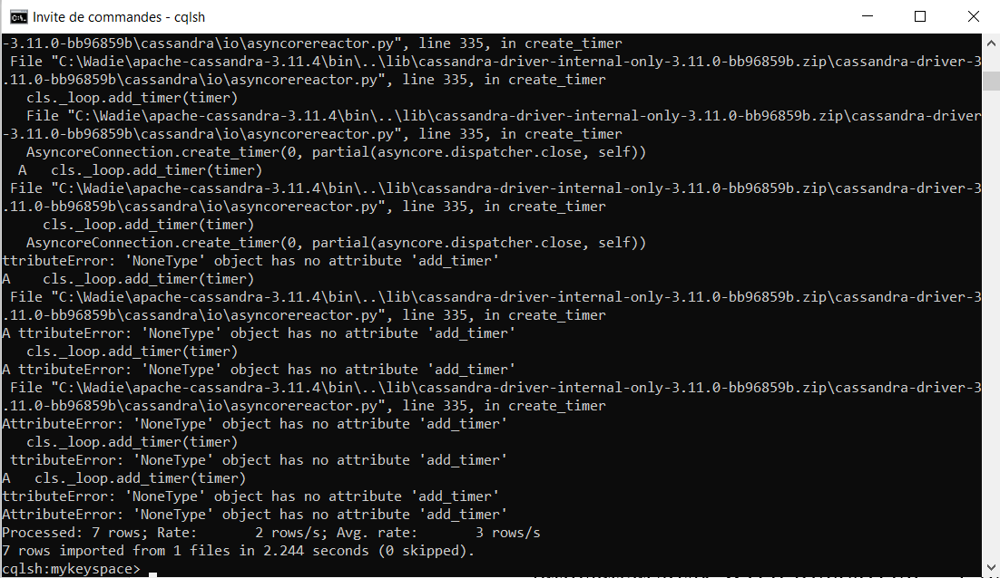 Invite de commandes - cqlsh
-3.11.0-bb96859b\cassandra\io\asyncorereactor.py", line 335, in create_timer
 File "C:\Wadie\apache-cassandra-3.11.4\bin\..\lib\cassandra-driver-internal-only-3.11.0-bb96859b.zip\cassandra-driver-3
.11.0-bb96859b\cassandra\io\asyncorereactor.py", line 335, in create_timer
   cls._loop.add_timer(timer)
   File "C:\Wadie\apache-cassandra-3.11.4\bin\..\lib\cassandra-driver-internal-only-3.11.0-bb96859b.zip\cassandra-driver
-3.11.0-bb96859b\cassandra\io\asyncorereactor.py", line 335, in create_timer
   AsyncoreConnection.create_timer(0, partial(asyncore.dispatcher.close, self))
  A   cls._loop.add_timer(timer)
 File "C:\Wadie\apache-cassandra-3.11.4\bin\..\lib\cassandra-driver-internal-only-3.11.0-bb96859b.zip\cassandra-driver-3
.11.0-bb96859b\cassandra\io\asyncorereactor.py", line 335, in create_timer
     cls._loop.add_timer(timer)
   AsyncoreConnection.create_timer(0, partial(asyncore.dispatcher.close, self))
ttributeError: 'NoneType' object has no attribute 'add_timer'
A    cls._loop.add_timer(timer)
 File "C:\Wadie\apache-cassandra-3.11.4\bin\..\lib\cassandra-driver-internal-only-3.11.0-bb96859b.zip\cassandra-driver-3
.11.0-bb96859b\cassandra\io\asyncorereactor.py", line 335, in create_timer
A ttributeError: 'NoneType' object has no attribute 'add_timer'
   cls._loop.add_timer(timer)
A ttributeError: 'NoneType' object has no attribute 'add_timer'
 File "C:\Wadie\apache-cassandra-3.11.4\bin\..\lib\cassandra-driver-internal-only-3.11.0-bb96859b.zip\cassandra-driver-3
.11.0-bb96859b\cassandra\io\asyncorereactor.py", line 335, in create_timer
AttributeError: 'NoneType' object has no attribute 'add_timer'
   cls._loop.add_timer(timer)
 ttributeError: 'NoneType' object has no attribute 'add_timer'
A   cls._loop.add_timer(timer)
ttributeError: 'NoneType' object has no attribute 'add_timer'
AttributeError: 'NoneType' object has no attribute 'add_timer'
Processed: 7 rows; Rate:       2 rows/s; Avg. rate:       3 rows/s
7 rows imported from 1 files in 2.244 seconds (0 skipped).
cqlsh:mykeyspace>